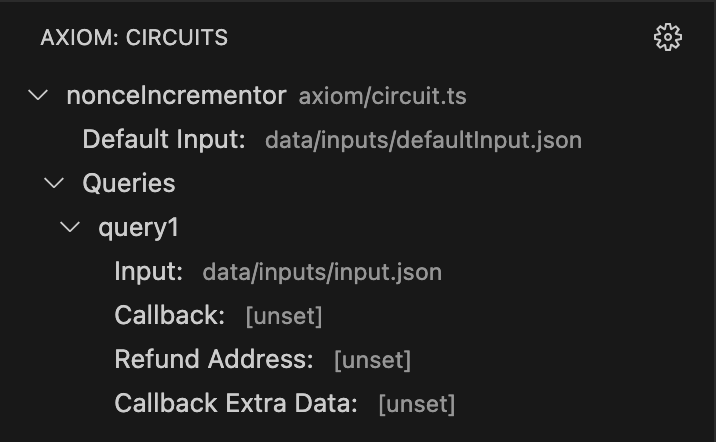 AXIOM: CIRCUITS
nonceIncrementor axiom/circuit.ts
Default Input: data/inputs/defaultInput.json
Queries
query1
Input: data/inputs/input.json
Callback: [unset]
Refund Address: [unset]
Callback Extra Data: [unset]